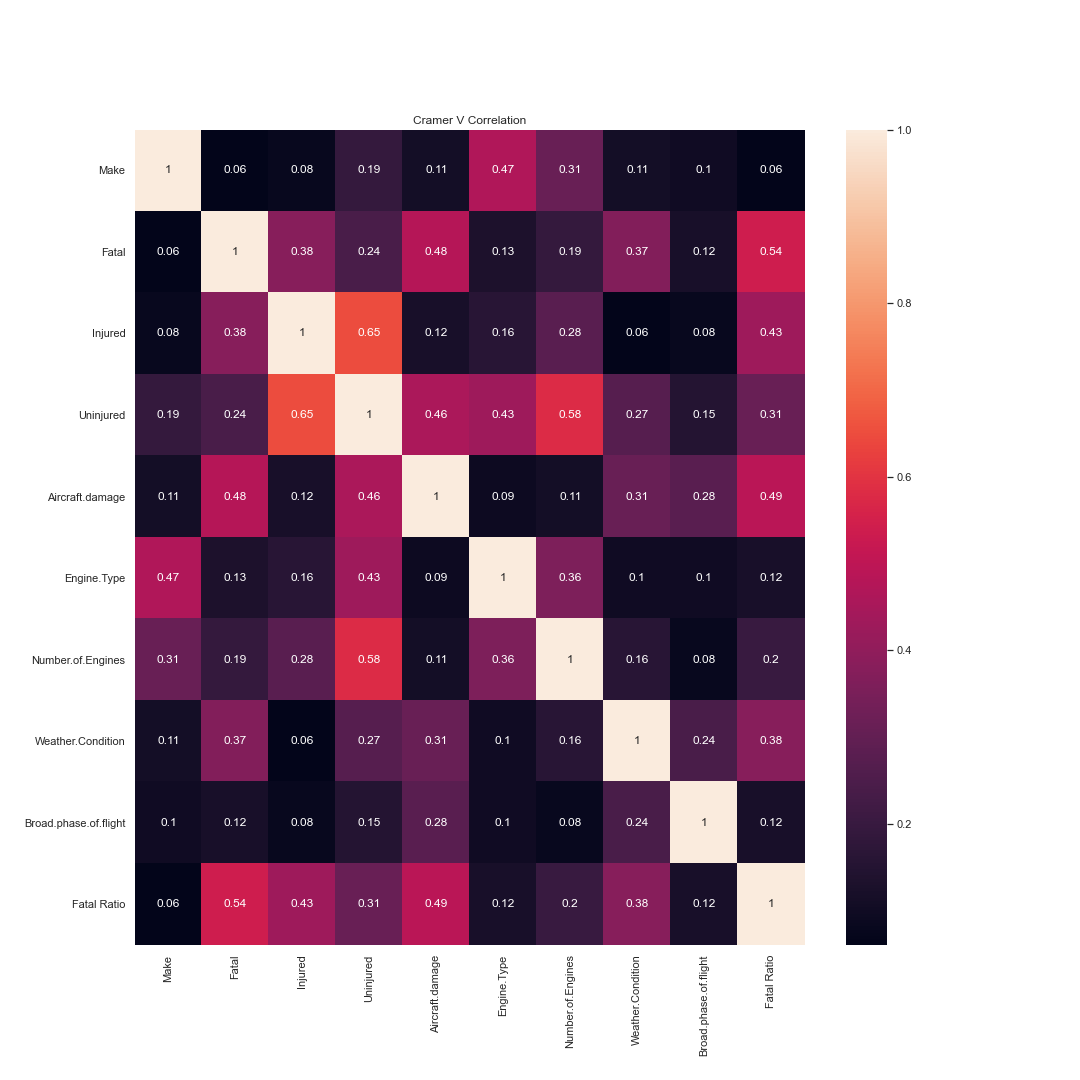 Cramer V Correlation
Make 1 0.06 0.08 0.19 0.11 0.47 0.31 0.11 0.1 0.06
Fatal 0.06 1 0.38 0.24 0.48 0.13 0.19 0.37 0.12 0.54
Injured 0.08 0.38 1 0.65 0.12 0.16 0.28 0.06 0.08 0.43
Uninjured 0.19 0.24 0.65 1 0.46 0.43 0.58 0.27 0.15 0.31
Aircraft.damage 0.11 0.48 0.12 0.46 1 0.09 0.11 0.31 0.28 0.49
Engine.Type 0.47 0.13 0.16 0.43 0.09 1 0.36 0.1 0.1 0.12
Number.of.Engines 0.31 0.19 0.28 0.58 0.11 0.36 1 0.16 0.08 0.2
Weather.Condition 0.11 0.37 0.06 0.27 0.31 0.1 0.16 1 0.24 0.38
Broad.phase.of.flight 0.1 0.12 0.08 0.15 0.28 0.1 0.08 0.24 1 0.12
Fatal Ratio 0.06 0.54 0.43 0.31 0.49 0.12 0.2 0.38 0.12 1
Make
Fatal
Injured
Uninjured
Aircraft.damage
Engine.Type
Number.of.Engines
Weather.Condition
Broad.phase.of.flight
Fatal Ratio
1.0
0.8
0.6
0.4
0.2